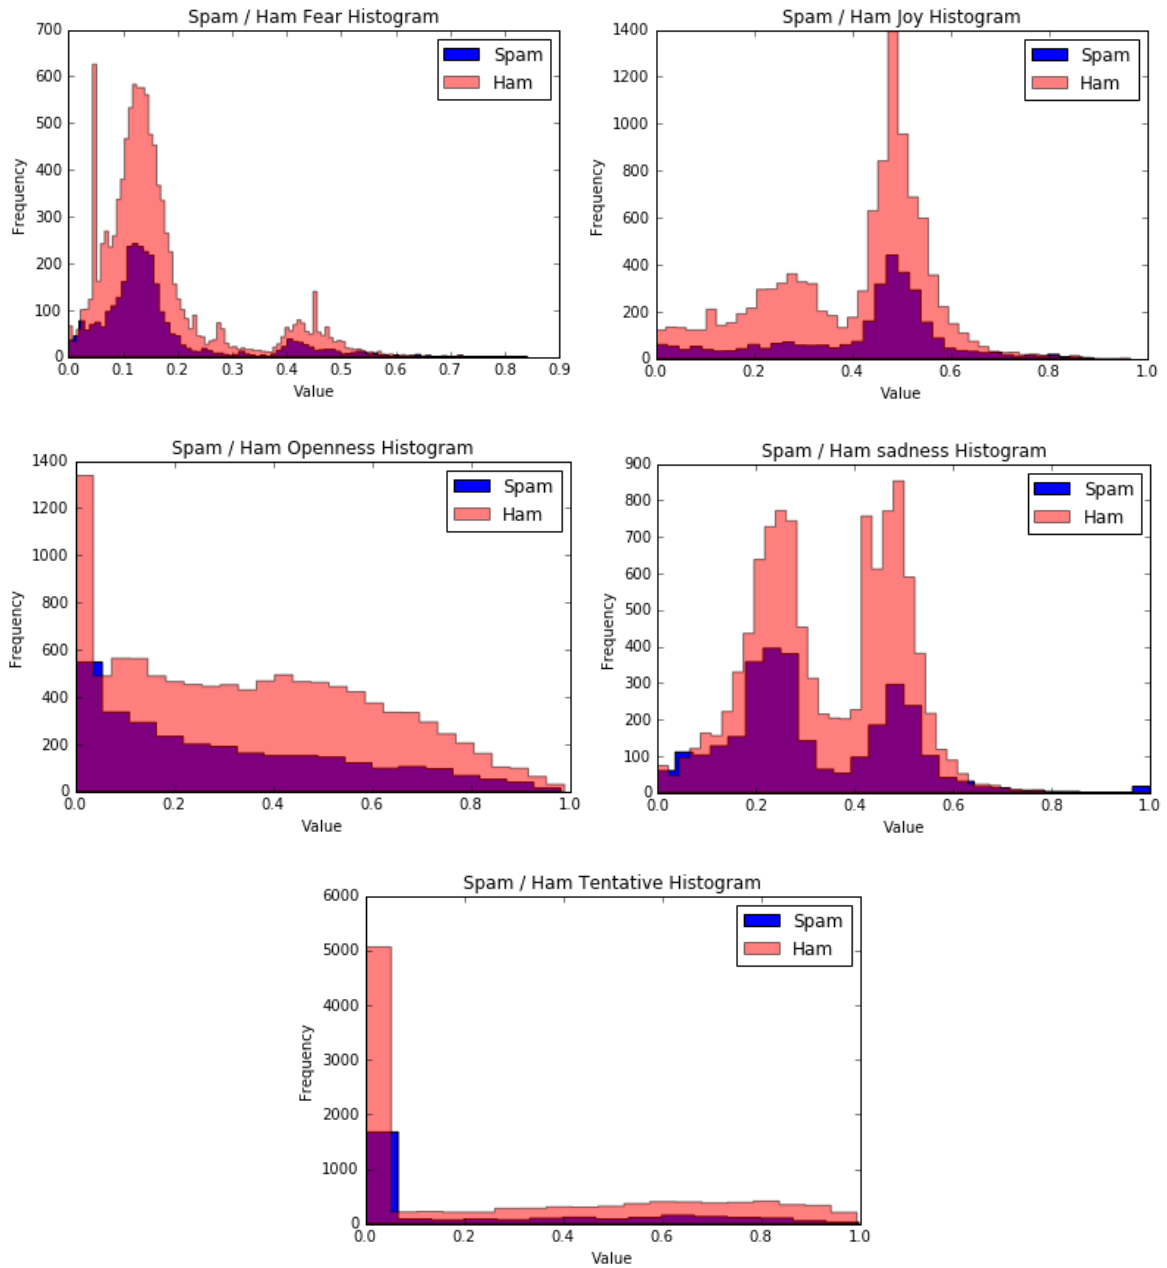 Spam / Ham Fear Histogram
700
600
500
400
300
200
100
0
0.0 0.1 0.2 0.3 0.4 0.5 0.6 0.7 0.8 0.9
Frequency
Value
Spam
Ham
Spam / Ham Joy Histogram
1400
1200
1000
800
600
400
200
0
0.0 0.2 0.4 0.6 0.8 1.0
Frequency
Value
Spam
Ham
Spam / Ham Openness Histogram
1400
1200
1000
800
600
400
200
0
0.0 0.2 0.4 0.6 0.8 1.0
Frequency
Value
Spam
Ham
Spam / Ham sadness Histogram
900
800
700
600
500
400
300
200
100
0
0.0 0.2 0.4 0.6 0.8 1.0
Frequency
Value
Spam
Ham
Spam / Ham Tentative Histogram
6000
5000
4000
3000
2000
1000
0
0.0 0.2 0.4 0.6 0.8 1.0
Frequency
Value
Spam
Ham